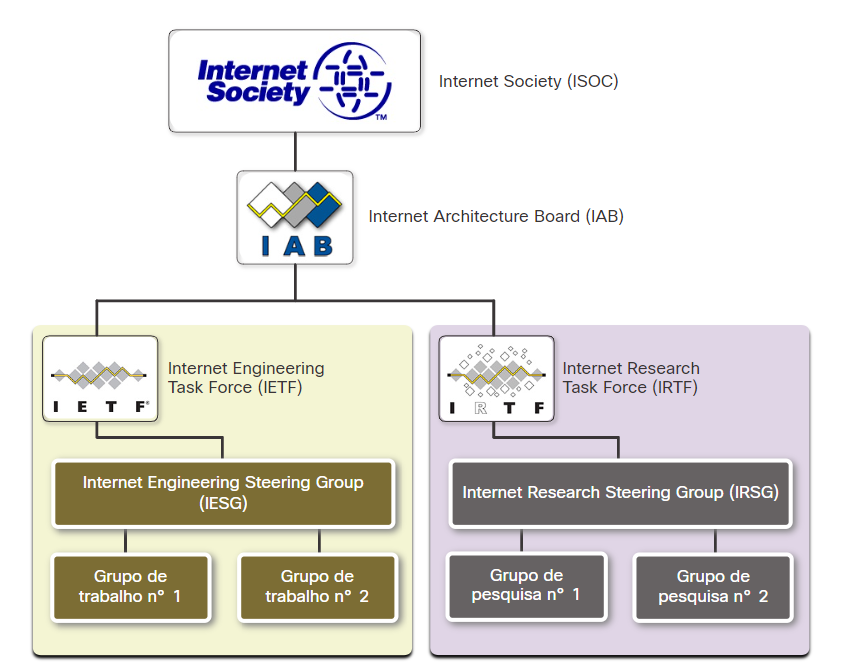 Internet
Society
TM
Internet Society (ISOC)
I A B
Internet Architecture Board (IAB)
I E T F®
Internet Engineering
Task Force (IETF)
I R T F
Internet Research
Task Force (IRTF)
Internet Engineering Steering Group
(IESG)
Internet Research Steering Group (IRSG)
Grupo de
trabalho n° 1
Grupo de
trabalho n° 2
Grupo de
pesquisa n° 1
Grupo de
pesquisa n° 2